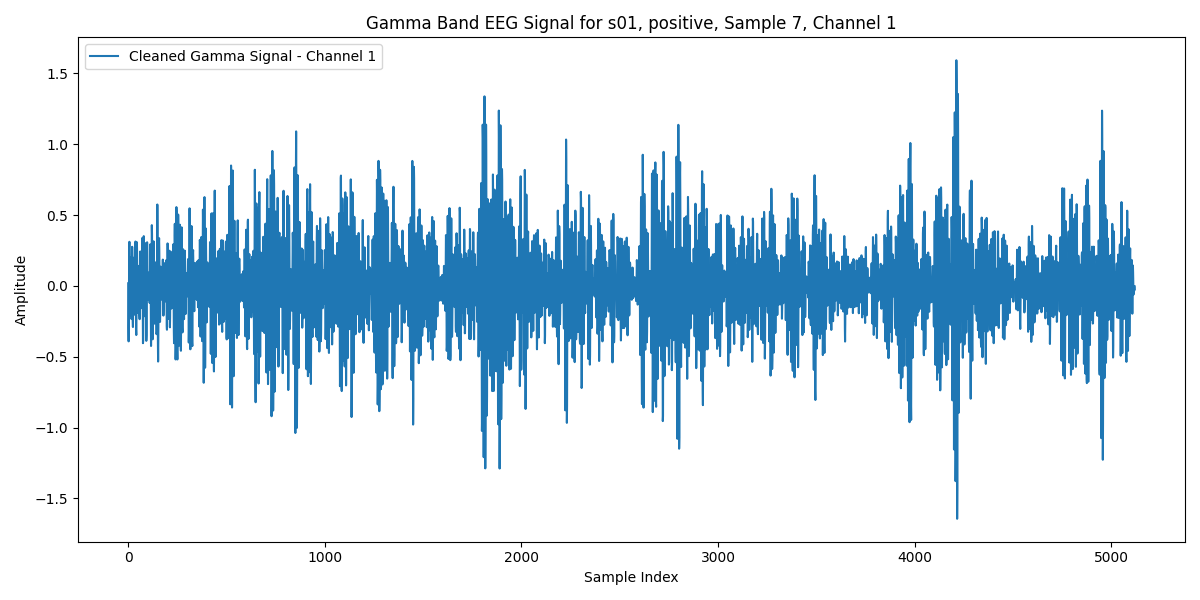 Gamma Band EEG Signal for s01, positive, Sample 7, Channel 1
Cleaned Gamma Signal - Channel 1
Amplitude
1.5
1.0
0.5
0.0
−0.5
−1.0
−1.5
0 1000 2000 3000 4000 5000
Sample Index